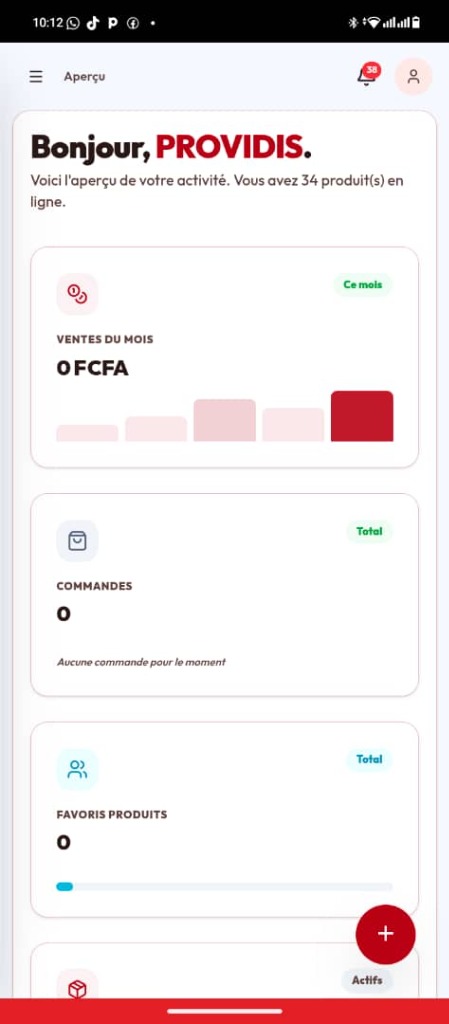 10:12
38
Aperçu
Bonjour, PROVIDIS.
Voici l'aperçu de votre activité. Vous avez 34 produit(s) en
ligne.
Ce mois
VENTES DU MOIS
0 FCFA
Total
COMMANDES
0
Aucune commande pour le moment
Total
FAVORIS PRODUITS
0
+
Actifs